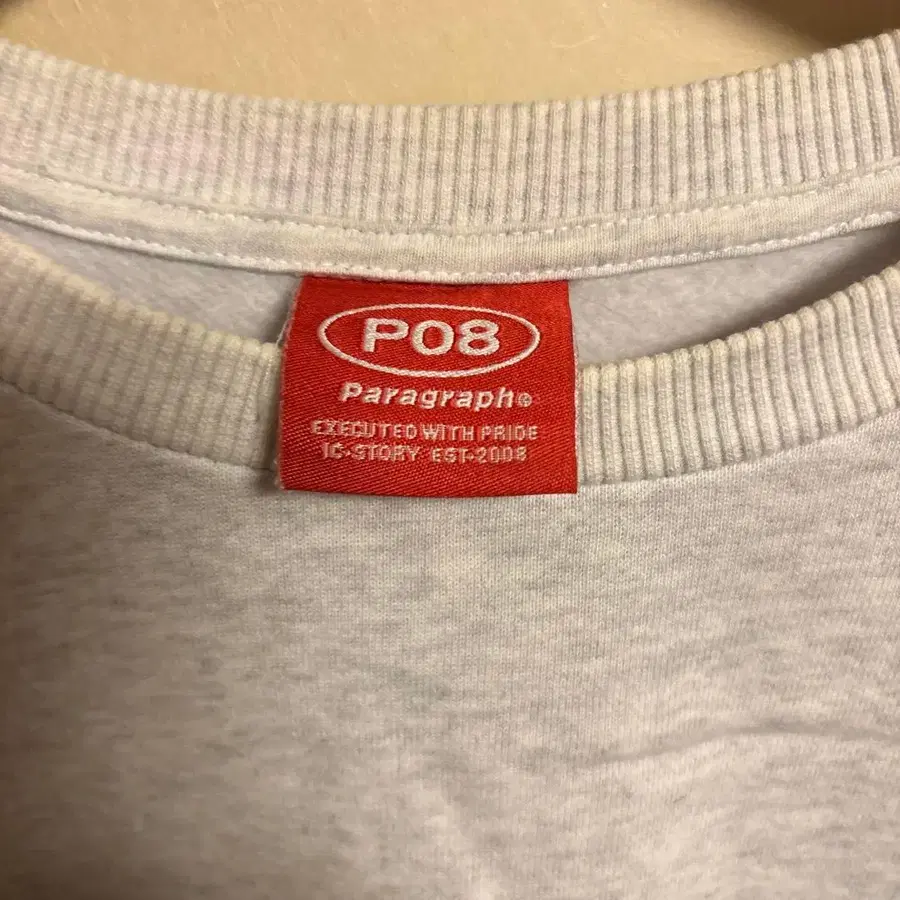 P08
Paragraph®
EXECUTED WITH PRIDE
IC-STORY EST-2008